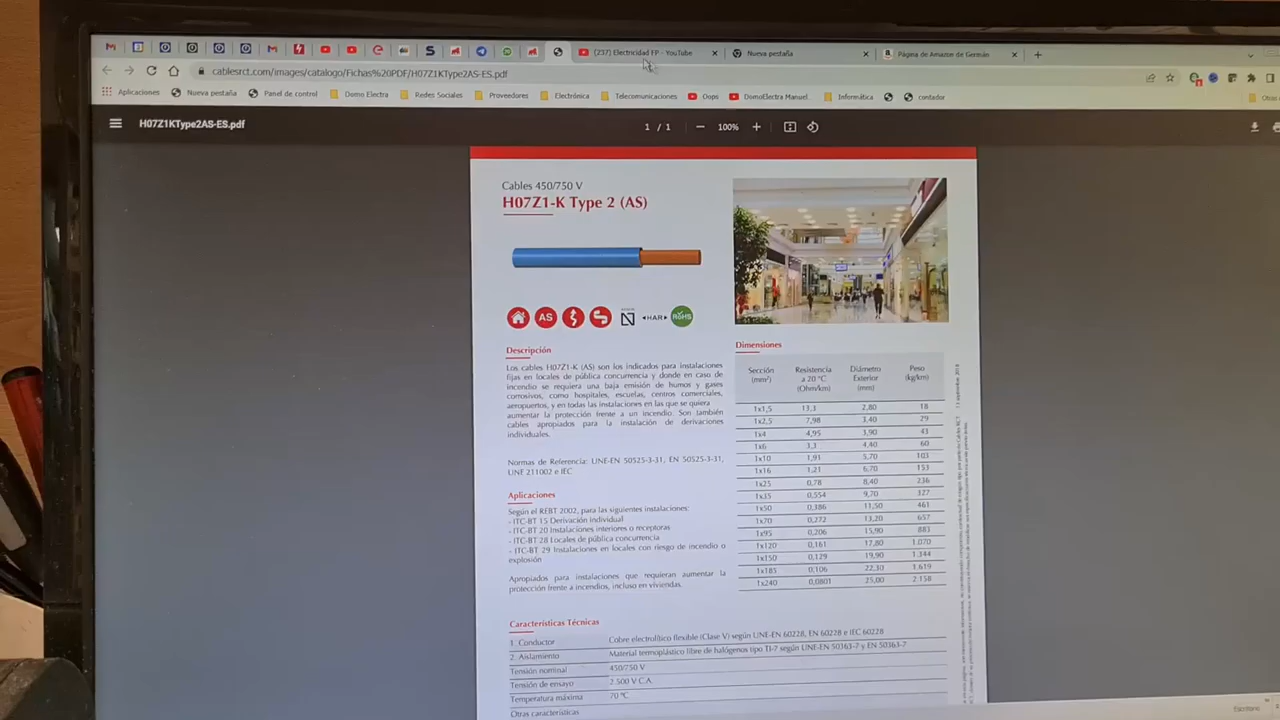 (237) Electricidad FP - YouTube
Nueva pestaña
Página de Amazon de Germán
cablesrct.com/images/catalogo/Fichas%20PDF/H07Z1KType2AS-ES.pdf
Aplicaciones
Nueva pestaña
Panel de control
Domo Electra
Redes Sociales
Proveedores
Electrónica
Telecomunicaciones
Oops
DomoElectra Manuel
Informática
contador
H07Z1KType2AS-ES.pdf
1 / 1
100%
Cables 450/750 V
H07Z1-K Type 2 (AS)
AS
HAR
RoHS
Descripción
Los cables H07Z1-K (AS) son los indicados para instalaciones
fijas en locales de pública concurrencia y donde en caso de
incendio se requiera una baja emisión de humos y gases
corrosivos, como hospitales, escuelas, centros comerciales,
aeropuertos, y en todas las instalaciones en las que se quiera
aumentar la protección frente a un incendio. Son también
cables apropiados para la instalación de derivaciones
individuales.
Normas de Referencia: UNE-EN 50525-3-31, EN 50525-3-31,
UNE 211002 e IEC
Aplicaciones
Según el REBT 2002, para las siguientes instalaciones:
- ITC-BT 15 Derivación individual
- ITC-BT 20 Instalaciones interiores o receptoras
- ITC-BT 28 Locales de pública concurrencia
- ITC-BT 29 Instalaciones en locales con riesgo de incendio o
explosión
Apropiados para instalaciones que requieran aumentar la
protección frente a incendios, incluso en viviendas.
Dimensiones
Sección (mm²) Resistencia a 20 °C (Ohm/km) Diámetro Exterior (mm) Peso (kg/km)
1x1,5 13,3 2,80 18
1x2,5 7,98 3,40 29
1x4 4,95 3,90 43
1x6 3,3 4,40 60
1x10 1,91 5,70 103
1x16 1,21 6,70 153
1x25 0,78 8,40 236
1x35 0,554 9,70 327
1x50 0,386 11,50 461
1x70 0,272 13,20 657
1x95 0,206 15,90 883
1x120 0,161 17,80 1.070
1x150 0,129 19,90 1.344
1x185 0,106 22,30 1.619
1x240 0,0801 25,00 2.158
Características Técnicas
1. Conductor Cobre electrolítico flexible (Clase V) según UNE-EN 60228, EN 60228 e IEC 60228
2. Aislamiento Material termoplástico libre de halógenos tipo TI-7 según UNE-EN 50363-7 y EN 50363-7
Tensión nominal 450/750 V
Tensión de ensayo 2.500 V C.A.
Temperatura máxima 70 °C
Otras características
Escritorio